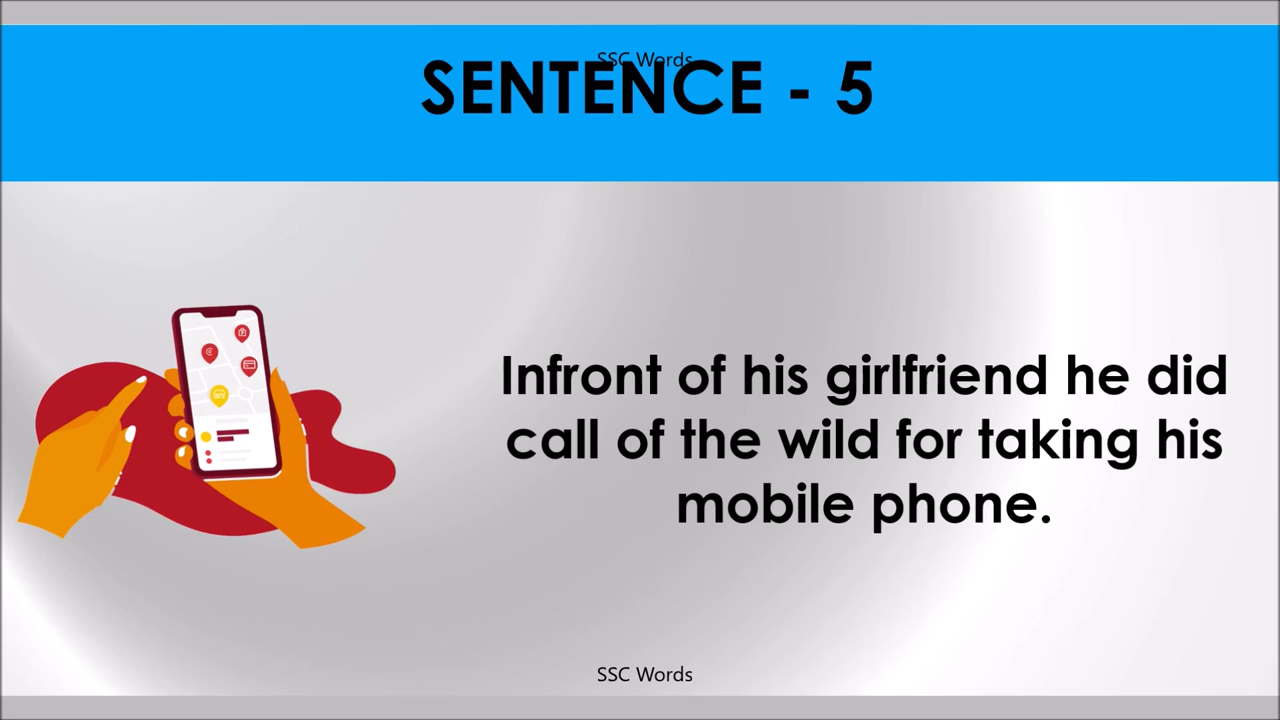 SSC Words
SENTENCE - 5
Infront of his girlfriend he did
call of the wild for taking his
mobile phone.
SSC Words